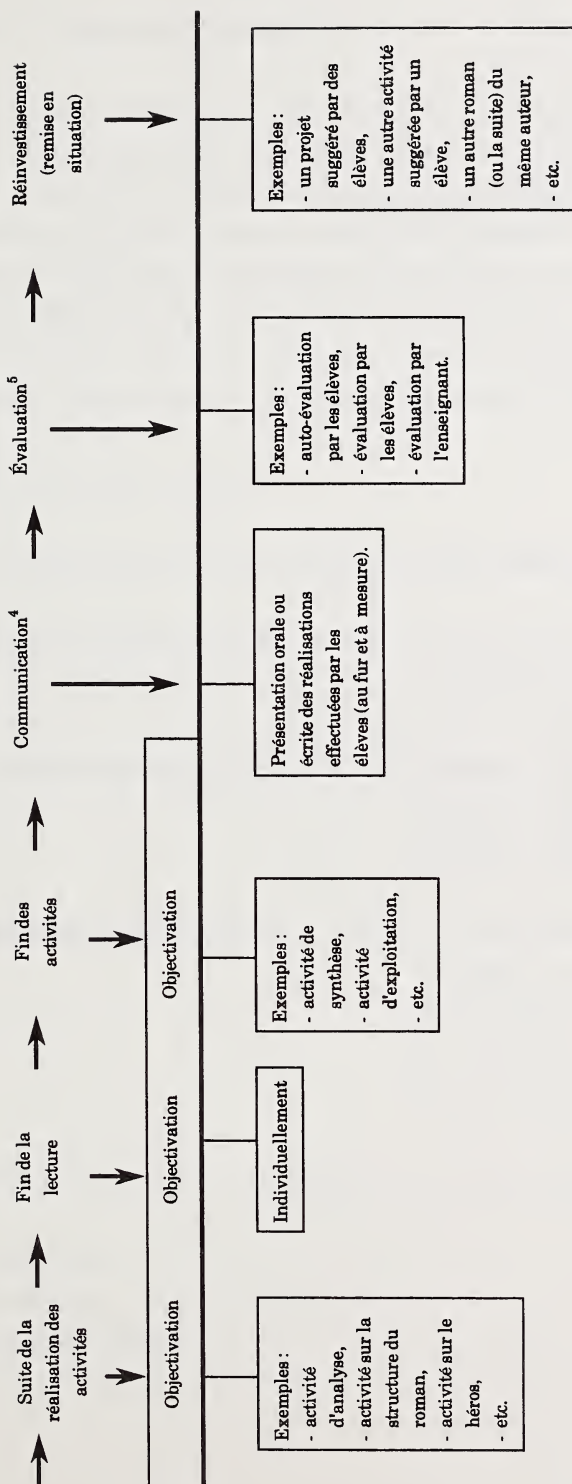 Suite de la
réalisation des
activités
Fin de la
lecture
Fin des
activités
Communication⁴
Évaluation⁵
Réinvestissement
(remise en
situation)
Objectivation
Objectivation
Objectivation
Exemples :
- activité
d'analyse,
- activité sur la
structure du
roman,
- activité sur le
héros,
- etc.
Individuellement
Exemples :
- activité de
synthèse,
- activité
d'exploitation,
- etc.
Présentation orale ou
écrite des réalisations
effectuées par les
élèves (au fur et à mesure).
Exemples :
- auto-évaluation
par les élèves,
- évaluation par
les élèves,
- évaluation par
l'enseignant.
Exemples :
- un projet
suggéré par des
élèves,
- une autre activité
suggérée par un
élève,
- un autre roman
(ou la suite) du
même auteur,
- etc.